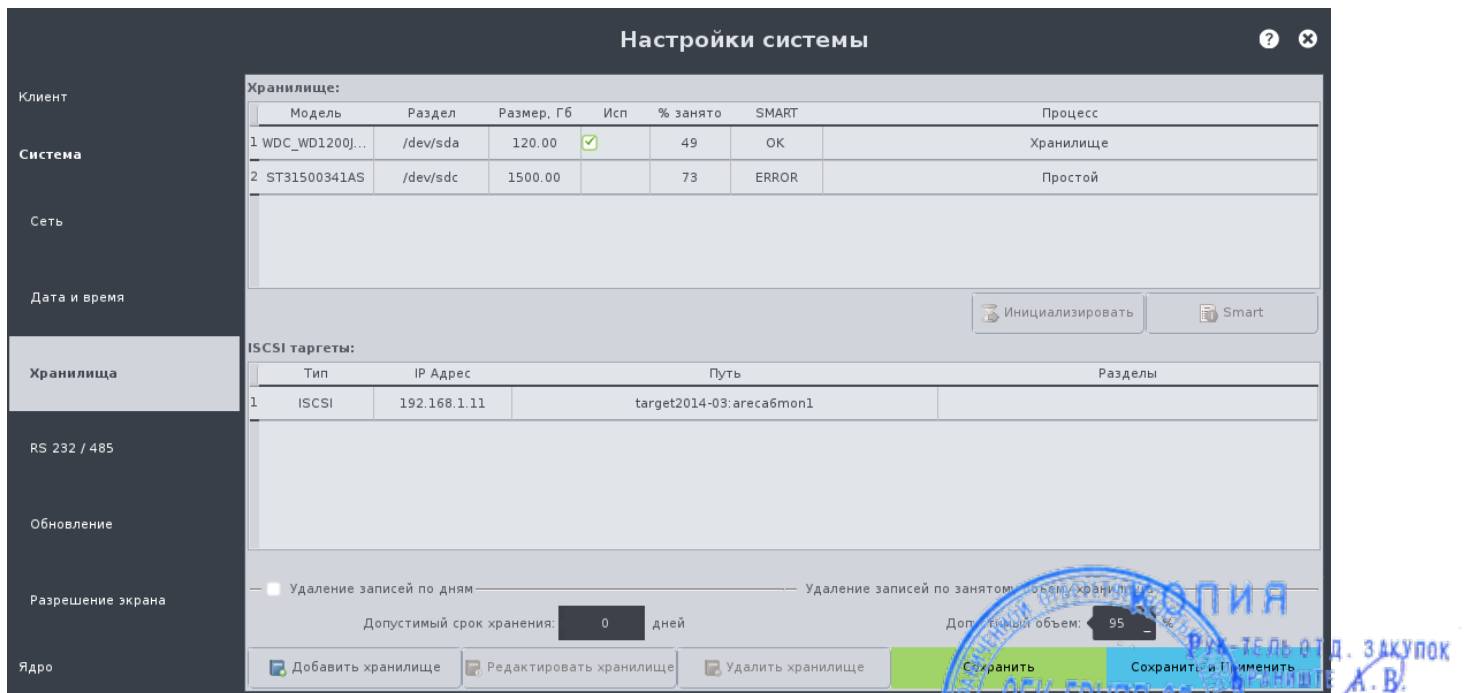 Настройки системы
Клиент
Система
Сеть
Дата и время
Хранилища
RS 232 / 485
Обновление
Разрешение экрана
Ядро
Хранилище:
Модель Раздел Размер, Гб Исп % занято SMART Процесс
1 WDC_WD1200J... /dev/sda 120.00 49 OK Хранилище
2 ST31500341AS /dev/sdc 1500.00 73 ERROR Простой
Инициализировать Smart
ISCSI таргеты:
Тип IP Адрес Путь Разделы
1 ISCSI 192.168.1.11 target2014-03:areca6mon1
Удаление записей по дням Удаление записей по занятому объему хранилища
Допустимый срок хранения: 0 дней Допустимый объем: 95 %
Добавить хранилище Редактировать хранилище Удалить хранилище Сохранить Сохранить и Применить
КОПИЯ
РУК-ТЕЛЬ ОТД. ЗАКУПОК
А. В.